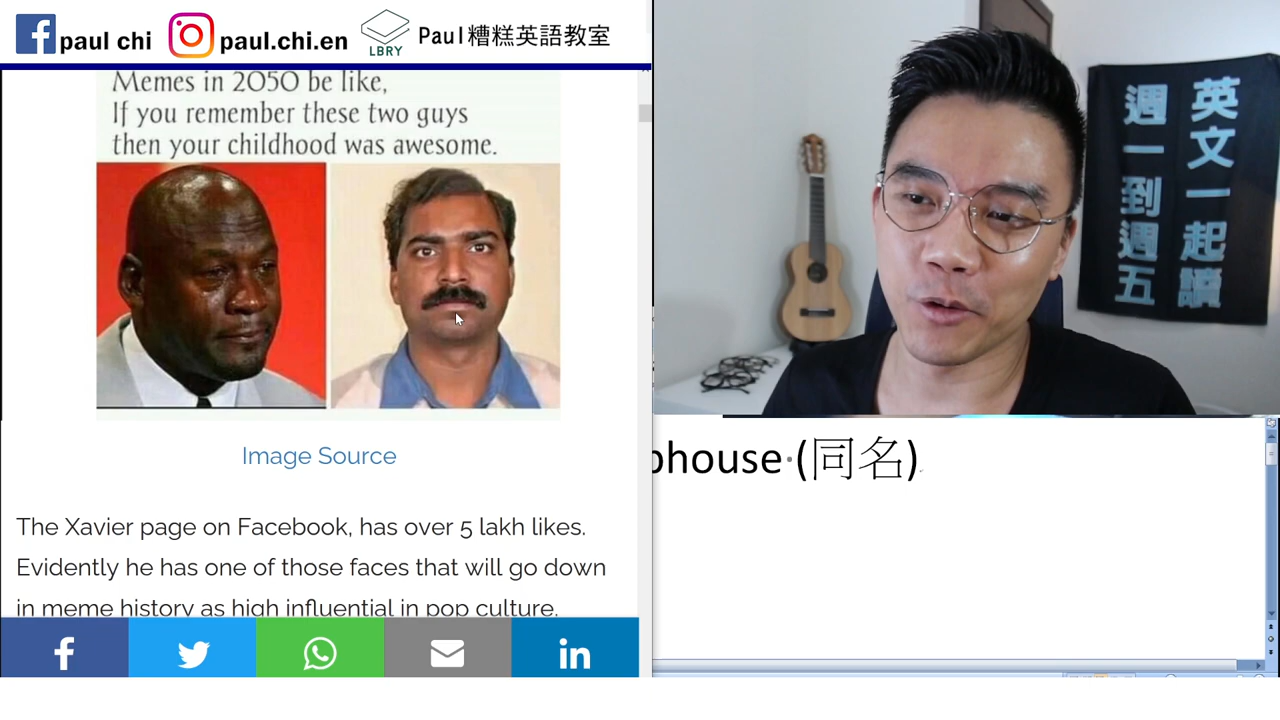 paul chi
paul.chi.en
LBRY
Paul糟糕英語教室
Memes in 2050 be like,
If you remember these two guys
then your childhood was awesome.
Image Source
The Xavier page on Facebook, has over 5 lakh likes.
Evidently he has one of those faces that will go down
in meme history as high influential in pop culture.
英文一起讀
週一到週五
phouse (同名)